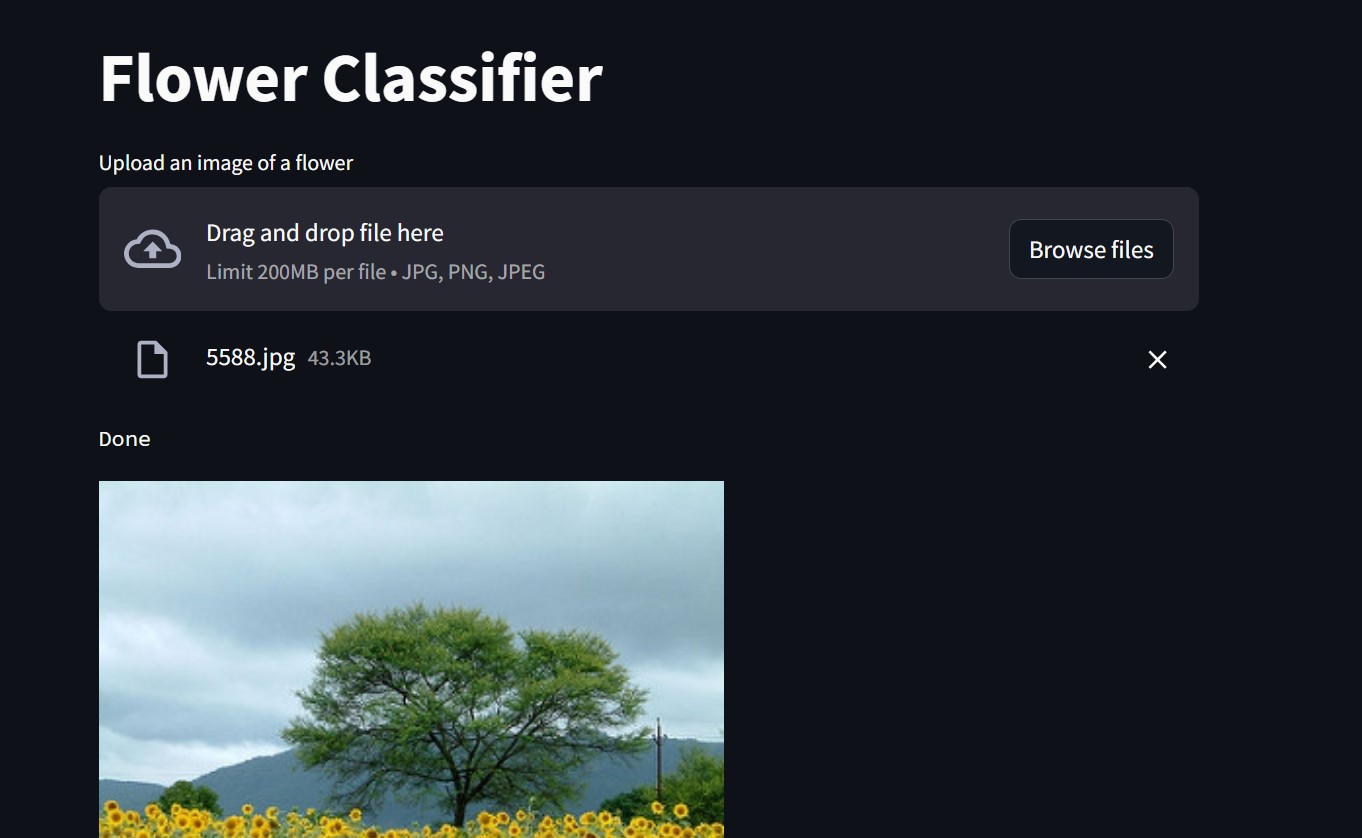 Flower Classifier
Upload an image of a flower
Drag and drop file here
Limit 200MB per file • JPG, PNG, JPEG
Browse files
5588.jpg 43.3KB
Done